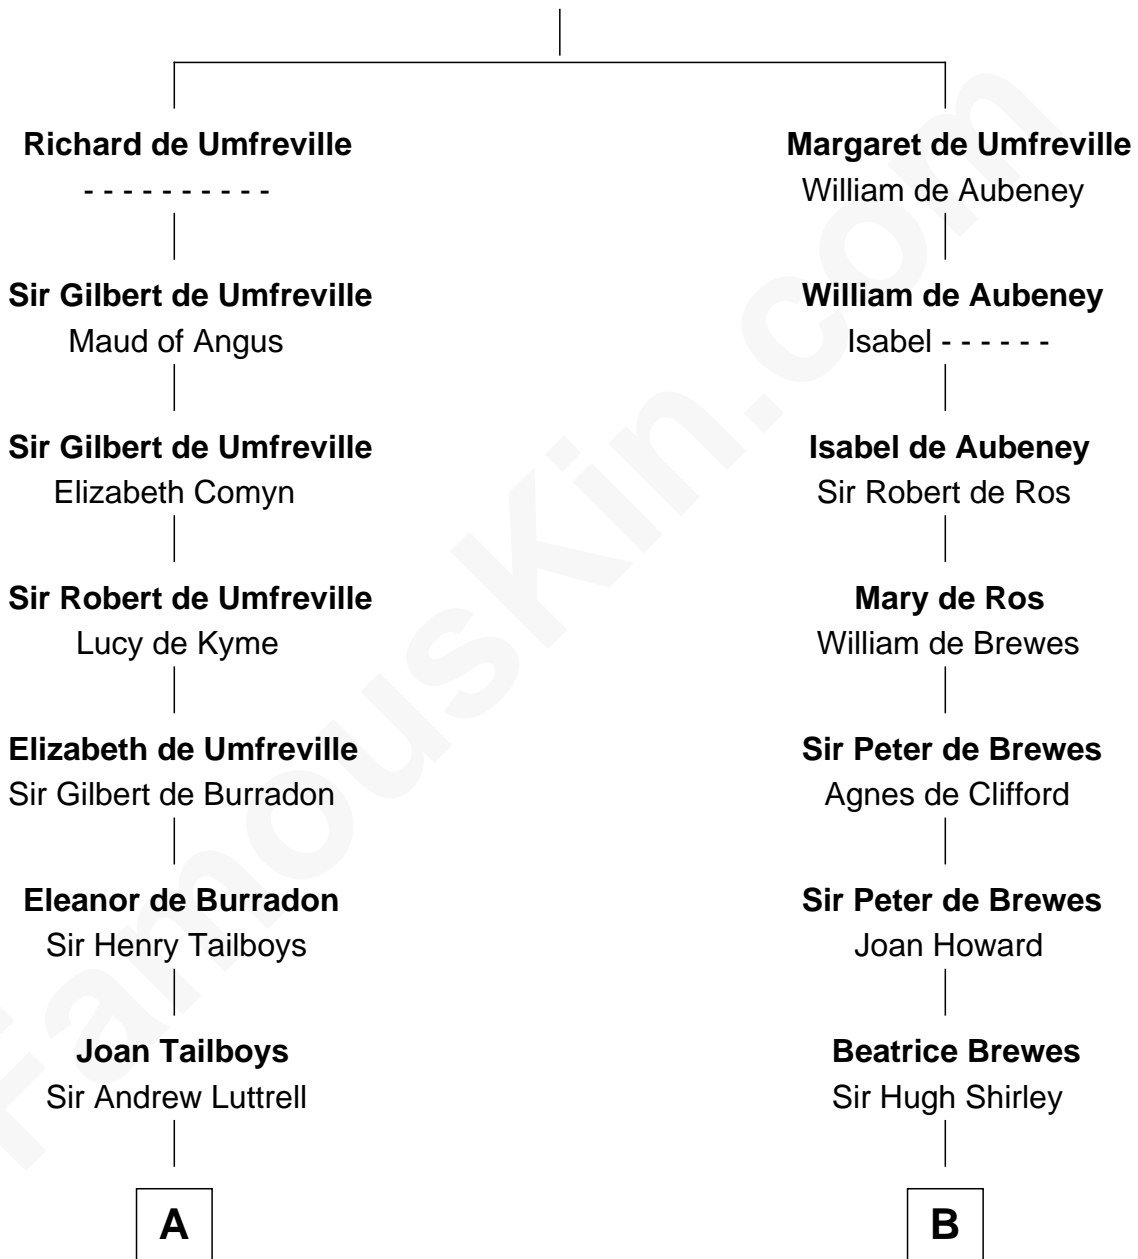 Richard de Umfreville
- - - - - - - - - -
Sir Gilbert de Umfreville
Maud of Angus
Sir Gilbert de Umfreville
Elizabeth Comyn
Sir Robert de Umfreville
Lucy de Kyme
Elizabeth de Umfreville
Sir Gilbert de Burradon
Eleanor de Burradon
Sir Henry Tailboys
Joan Tailboys
Sir Andrew Luttrell
A
Margaret de Umfreville
William de Aubeney
William de Aubeney
Isabel - - - - - -
Isabel de Aubeney
Sir Robert de Ros
Mary de Ros
William de Brewes
Sir Peter de Brewes
Agnes de Clifford
Sir Peter de Brewes
Joan Howard
Beatrice Brewes
Sir Hugh Shirley
B
FamousKin.com